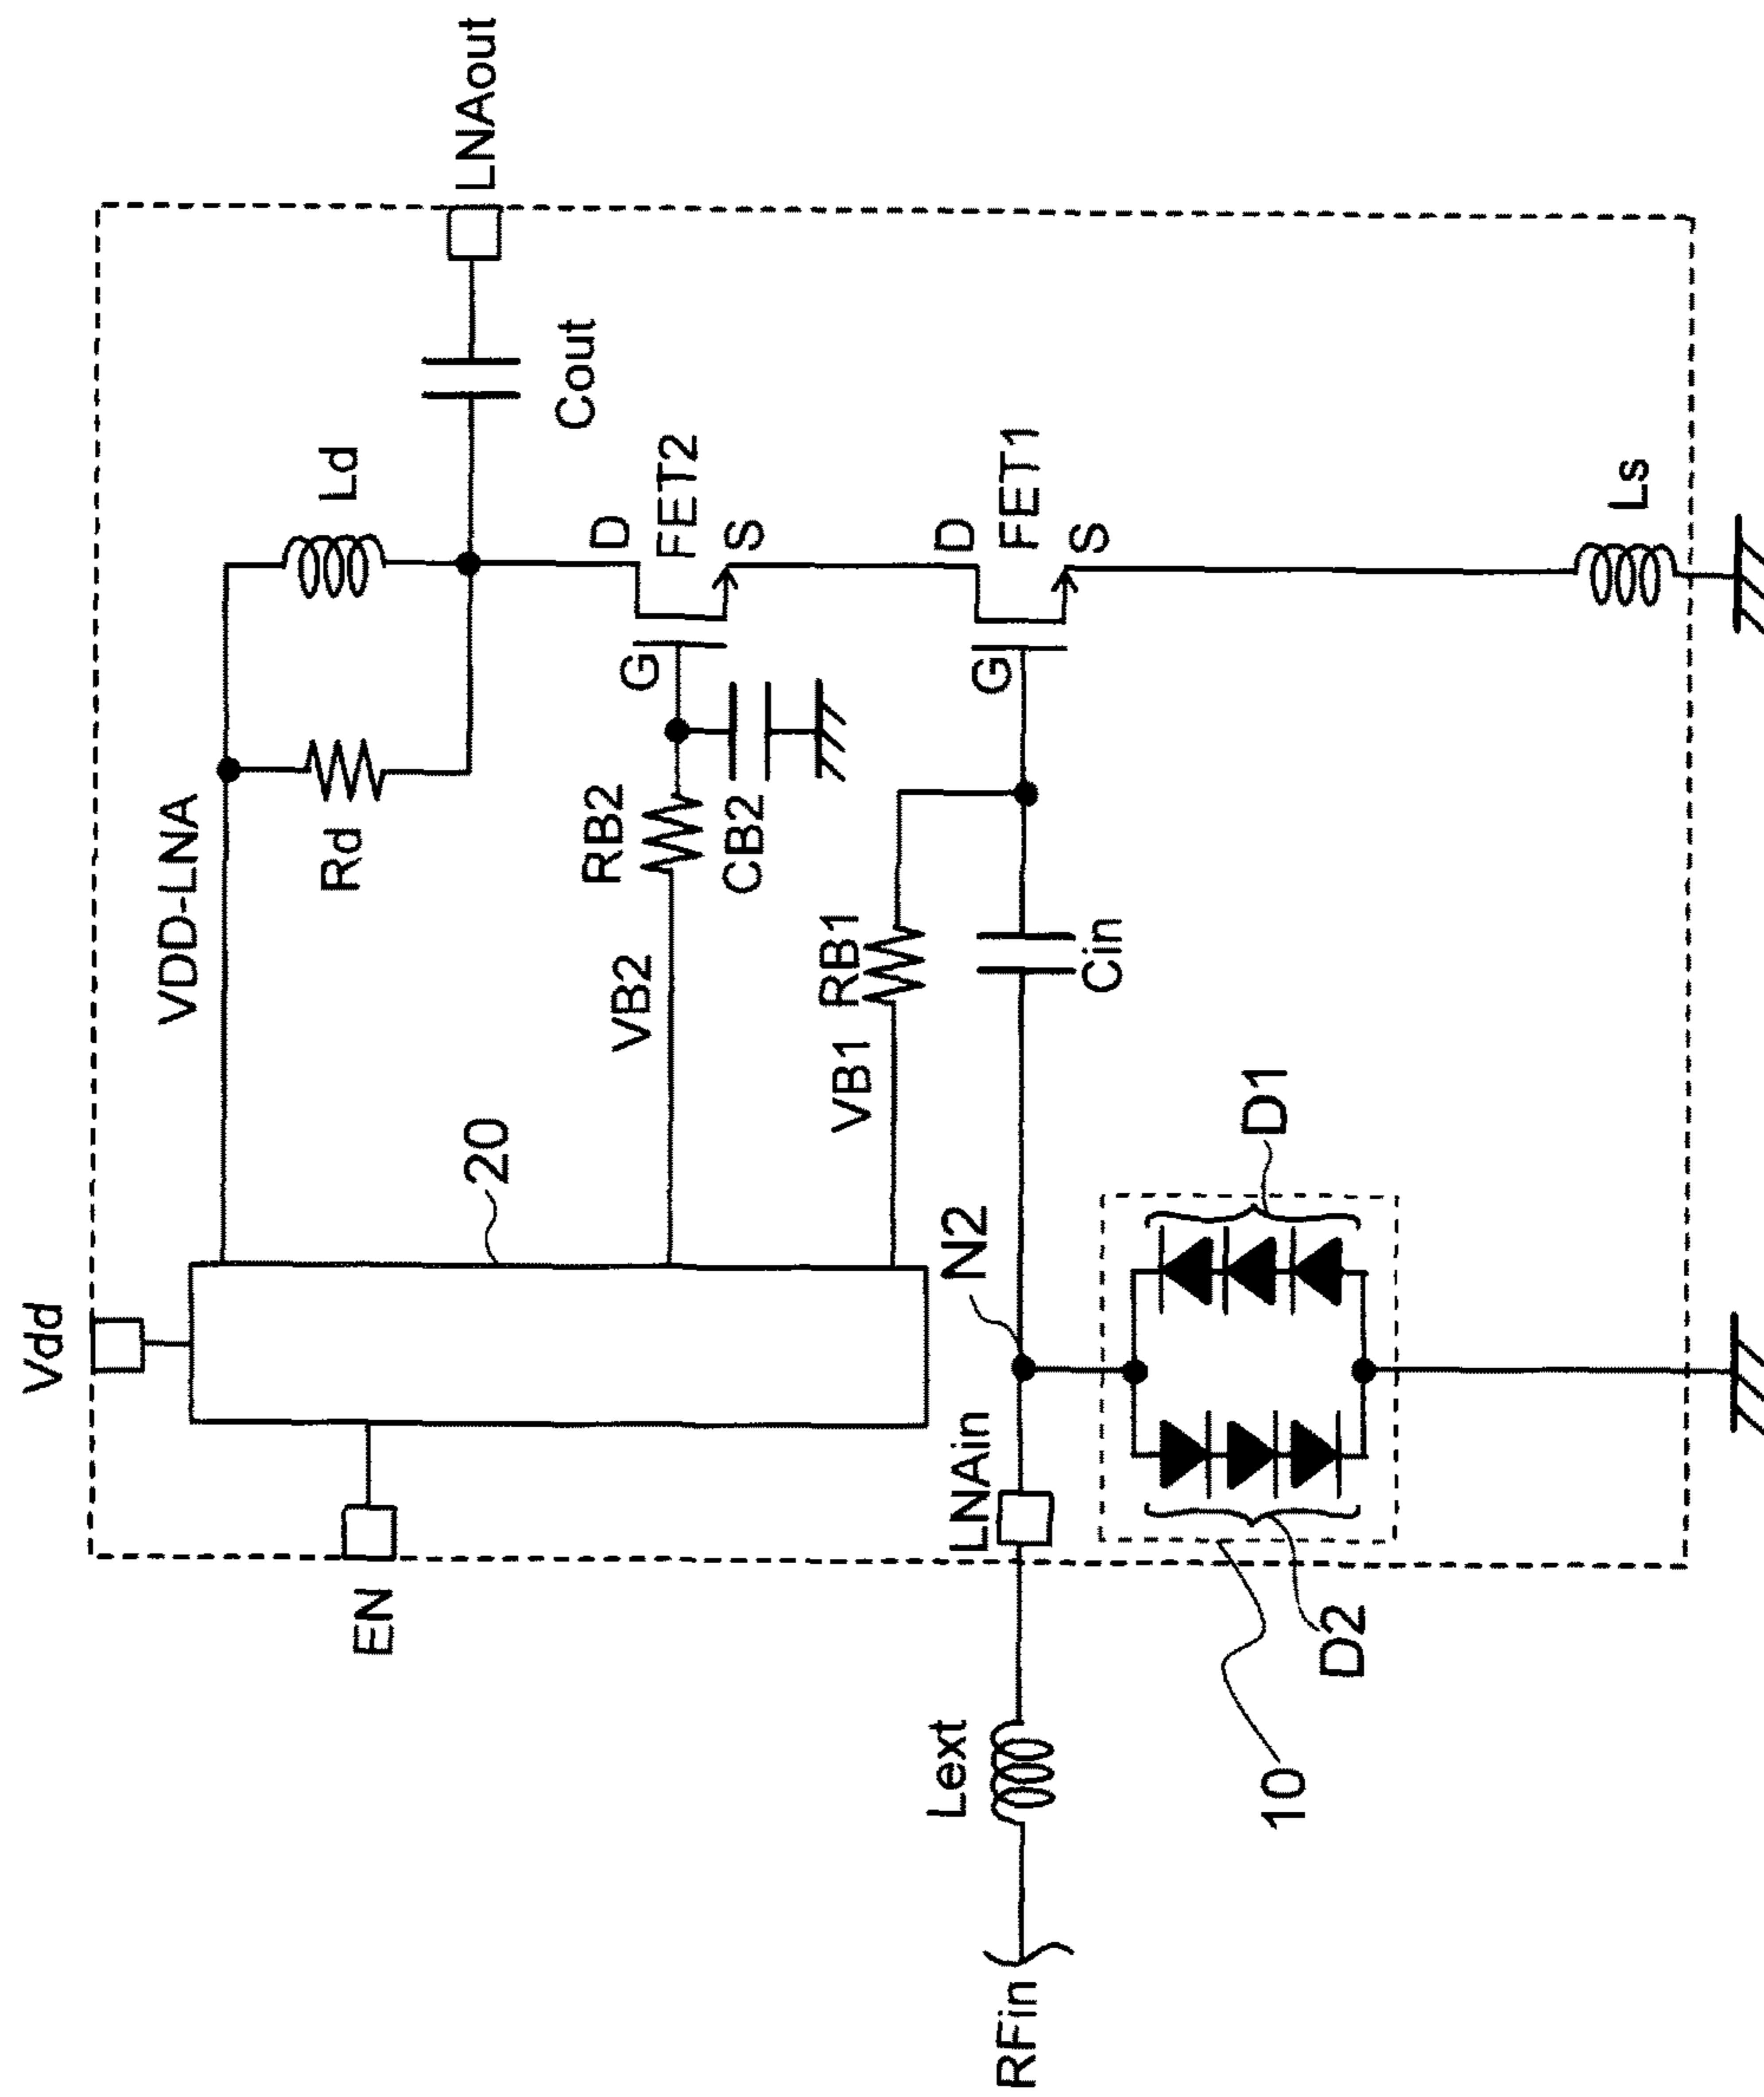 Vdd
EN
VDD-LNA
Rd
Ld
LNAout
Cout
20
VB2
RB2
CB2
D
G
FET2
S
VB1
RB1
D
G
FET1
S
N2
Cin
RFin
Lext
LNAin
D1
D2
10
Ls